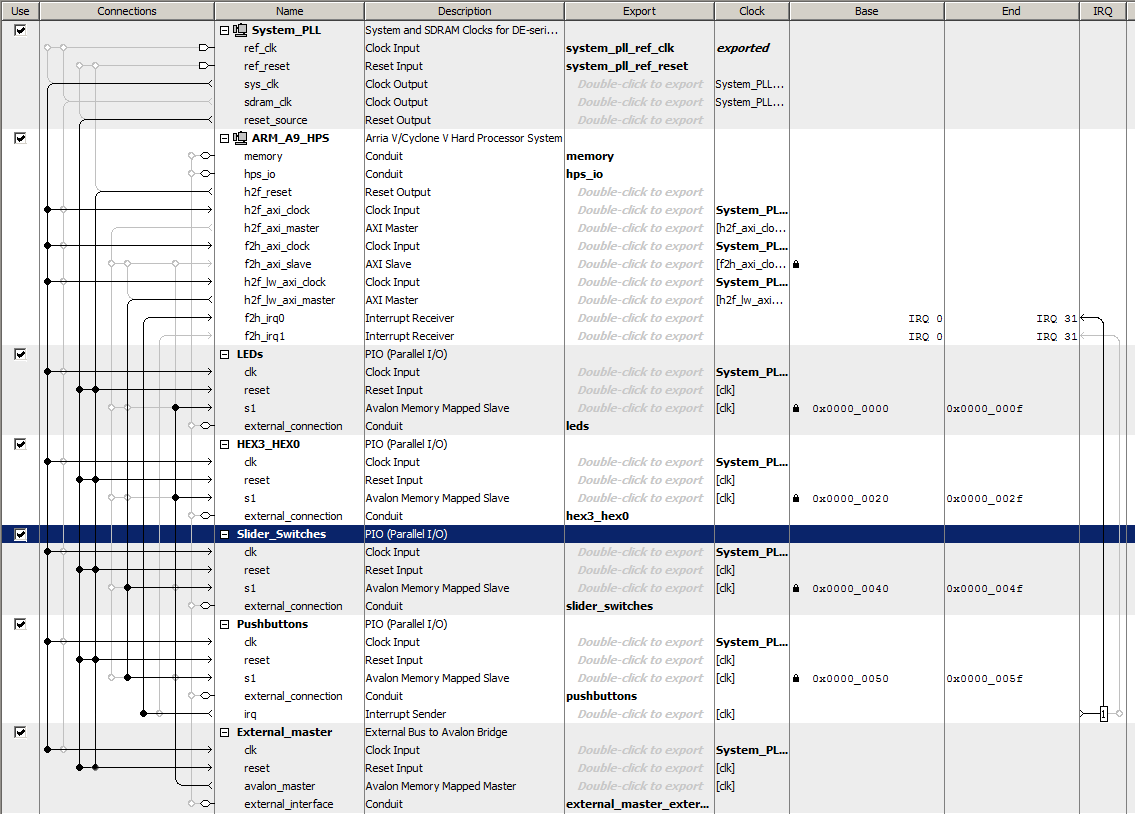 Use Connections Name Description Export Clock Base End IRQ
System_PLL System and SDRAM Clocks for DE-seri...
ref_clk Clock Input system_pll_ref_clk exported
ref_reset Reset Input system_pll_ref_reset
sys_clk Clock Output Double-click to export System_PLL...
sdram_clk Clock Output Double-click to export System_PLL...
reset_source Reset Output Double-click to export
ARM_A9_HPS Arria V/Cyclone V Hard Processor System
memory Conduit memory
hps_io Conduit hps_io
h2f_reset Reset Output Double-click to export
h2f_axi_clock Clock Input Double-click to export System_PL...
h2f_axi_master AXI Master Double-click to export [h2f_axi_clo...
f2h_axi_clock Clock Input Double-click to export System_PL...
f2h_axi_slave AXI Slave Double-click to export [f2h_axi_clo...
h2f_lw_axi_clock Clock Input Double-click to export System_PL...
h2f_lw_axi_master AXI Master Double-click to export [h2f_lw_axi...
f2h_irq0 Interrupt Receiver Double-click to export IRQ 0 IRQ 31
f2h_irq1 Interrupt Receiver Double-click to export IRQ 0 IRQ 31
LEDs PIO (Parallel I/O)
clk Clock Input Double-click to export System_PL...
reset Reset Input Double-click to export [clk]
s1 Avalon Memory Mapped Slave Double-click to export [clk] 0x0000_0000 0x0000_000f
external_connection Conduit leds
HEX3_HEX0 PIO (Parallel I/O)
clk Clock Input Double-click to export System_PL...
reset Reset Input Double-click to export [clk]
s1 Avalon Memory Mapped Slave Double-click to export [clk] 0x0000_0020 0x0000_002f
external_connection Conduit hex3_hex0
Slider_Switches PIO (Parallel I/O)
clk Clock Input Double-click to export System_PL...
reset Reset Input Double-click to export [clk]
s1 Avalon Memory Mapped Slave Double-click to export [clk] 0x0000_0040 0x0000_004f
external_connection Conduit slider_switches
Pushbuttons PIO (Parallel I/O)
clk Clock Input Double-click to export System_PL...
reset Reset Input Double-click to export [clk]
s1 Avalon Memory Mapped Slave Double-click to export [clk] 0x0000_0050 0x0000_005f
external_connection Conduit pushbuttons
irq Interrupt Sender Double-click to export [clk] 1
External_master External Bus to Avalon Bridge
clk Clock Input Double-click to export System_PL...
reset Reset Input Double-click to export [clk]
avalon_master Avalon Memory Mapped Master Double-click to export [clk]
external_interface Conduit external_master_exter...